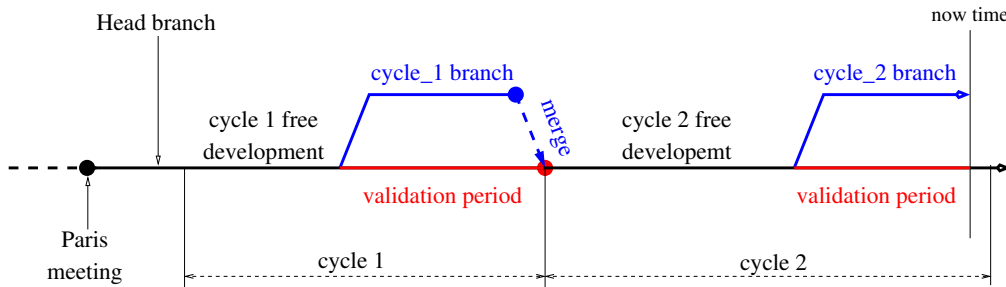 now time
Head branch
cycle_1 branch
cycle_2 branch
merge
cycle 1 free
development
cycle 2 free
developemt
validation period
validation period
Paris
meeting
cycle 1
cycle 2